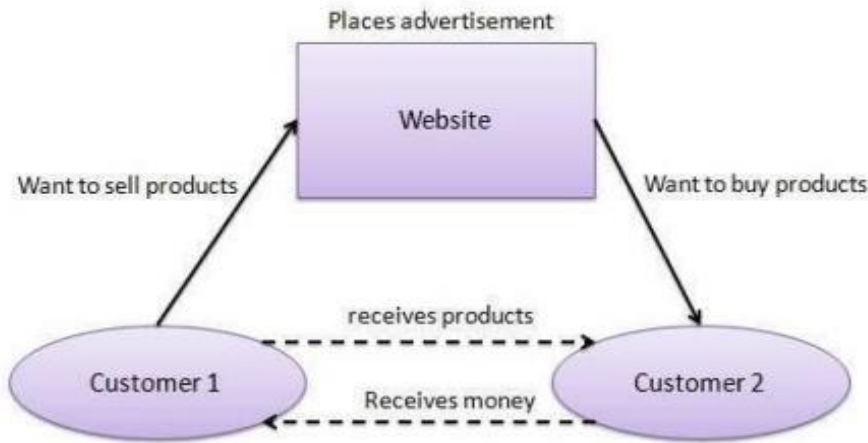 Places advertisement
Website
Want to sell products
Want to buy products
receives products
Customer 1
Customer 2
Receives money